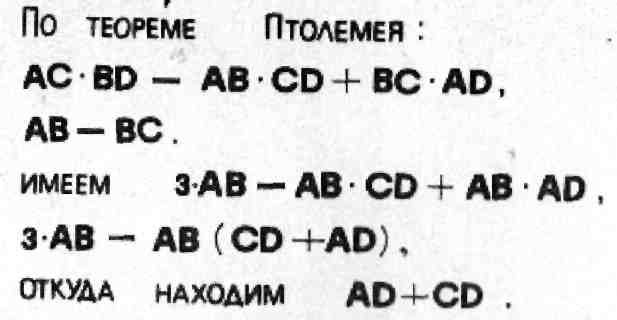 По теореме Птолемея :
AC · BD — AB · CD + BC · AD,
AB — BC .
имеем 3·AB — AB · CD + AB · AD ,
3·AB — AB ( CD + AD ) ,
откуда находим AD + CD .